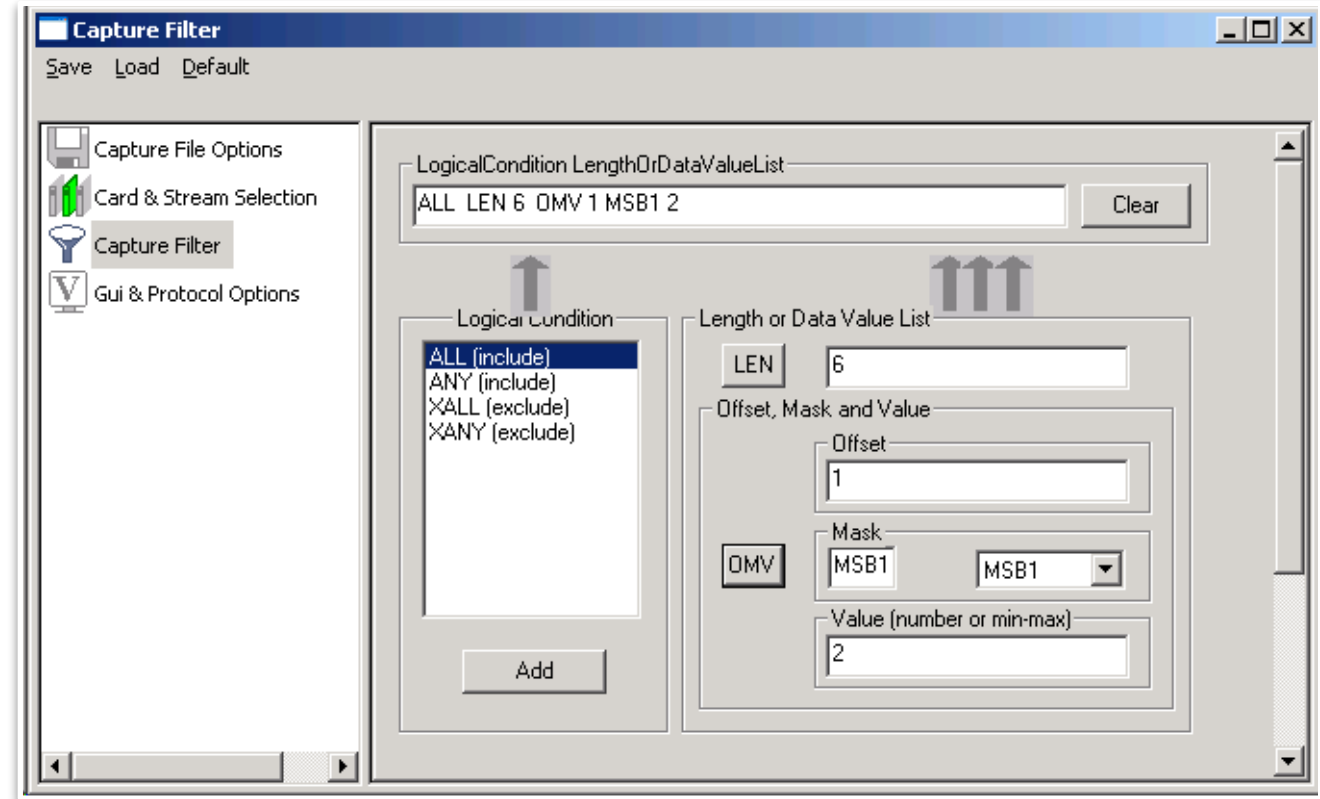 Capture Filter
Save Load Default
Capture File Options
Card & Stream Selection
Capture Filter
Gui & Protocol Options
LogicalCondition LengthOrDataValueList
ALL LEN 6 OMV 1 MSB1 2
Clear
Logical Condition
ALL (include)
ANY (include)
XALL (exclude)
XANY (exclude)
Add
Length or Data Value List
LEN 6
Offset, Mask and Value
Offset
1
Mask
OMV MSB1 MSB1
Value (number or min-max)
2